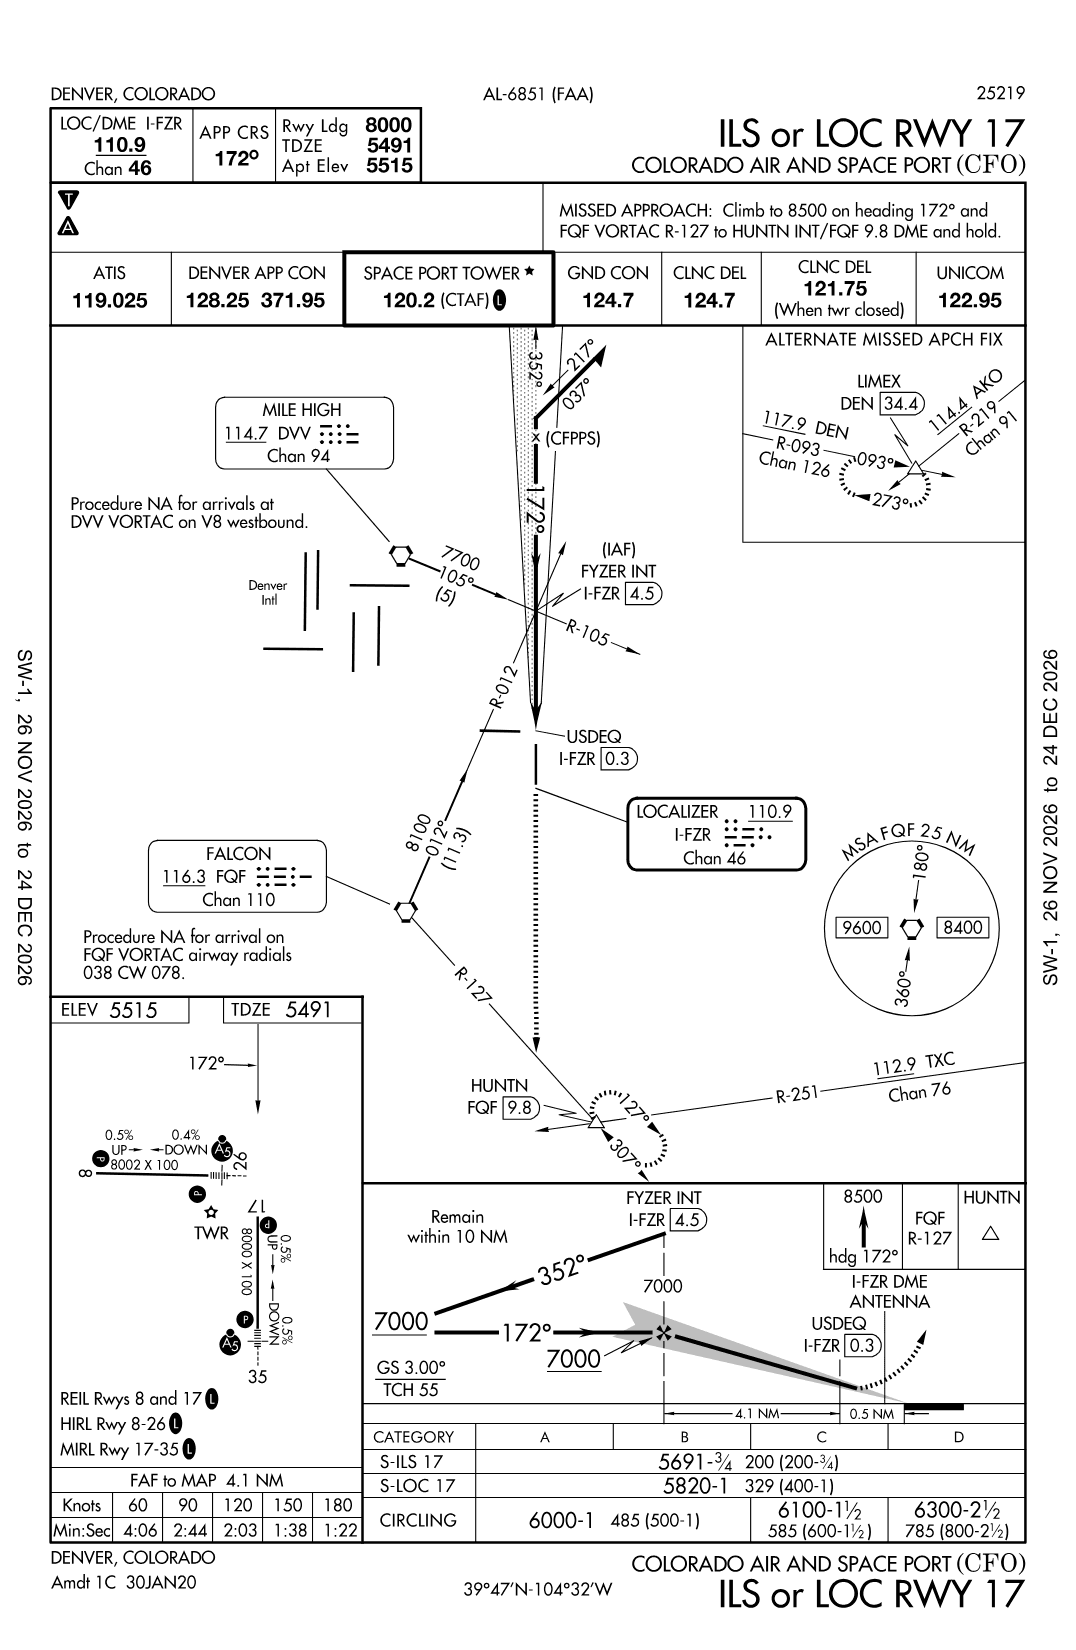 DENVER, COLORADO
AL-6851 (FAA)
25219
LOC/DME I-FZR
110.9
Chan 46
APP CRS
172°
Rwy Ldg 8000
TDZE 5491
Apt Elev 5515
ILS or LOC RWY 17
COLORADO AIR AND SPACE PORT (CFO)
T
A
MISSED APPROACH: Climb to 8500 on heading 172° and
FQF VORTAC R-127 to HUNTN INT/FQF 9.8 DME and hold.
ATIS
119.025
DENVER APP CON
128.25 371.95
SPACE PORT TOWER
120.2 (CTAF) L
GND CON
124.7
CLNC DEL
124.7
CLNC DEL
121.75
(When twr closed)
UNICOM
122.95
ALTERNATE MISSED APCH FIX
LIMEX
DEN 34.4
117.9 DEN
R-093
Chan 126
114.4 AKO
R-219
Chan 91
093°
273°
352°
217°
037°
(CFPPS)
172°
MILE HIGH
114.7 DVV
Chan 94
Procedure NA for arrivals at
DVV VORTAC on V8 westbound.
Denver
Intl
7700
105°
(5)
(IAF)
FYZER INT
I-FZR 4.5
R-105
R-012
USDEQ
I-FZR 0.3
LOCALIZER 110.9
I-FZR
Chan 46
8100
012°
(11.3)
FALCON
116.3 FQF
Chan 110
Procedure NA for arrival on
FQF VORTAC airway radials
038 CW 078.
R-127
MSA FQF 25 NM
180°
9600
8400
360°
HUNTN
FQF 9.8
127°
307°
112.9 TXC
R-251
Chan 76
SW-1, 26 NOV 2026 to 24 DEC 2026
SW-1, 26 NOV 2026 to 24 DEC 2026
ELEV 5515
TDZE 5491
172°
0.5%
UP
0.4%
DOWN
8002 X 100
P
A5
8
26
P
TWR
17
P
0.5%
UP
8000 X 100
DOWN
0.5%
P
A5
35
REIL Rwys 8 and 17 L
HIRL Rwy 8-26 L
MIRL Rwy 17-35 L
FAF to MAP 4.1 NM
Knots 60 90 120 150 180
Min:Sec 4:06 2:44 2:03 1:38 1:22
Remain
within 10 NM
FYZER INT
I-FZR 4.5
8500
hdg 172°
FQF
R-127
HUNTN
352°
7000
7000
172°
7000
GS 3.00°
TCH 55
I-FZR DME
ANTENNA
USDEQ
I-FZR 0.3
4.1 NM
0.5 NM
CATEGORY A B C D
S-ILS 17 5691-¾ 200 (200-¾)
S-LOC 17 5820-1 329 (400-1)
CIRCLING
6000-1 485 (500-1)
6100-1½
585 (600-1½)
6300-2½
785 (800-2½)
DENVER, COLORADO
Amdt 1C 30JAN20
39°47'N-104°32'W
COLORADO AIR AND SPACE PORT (CFO)
ILS or LOC RWY 17